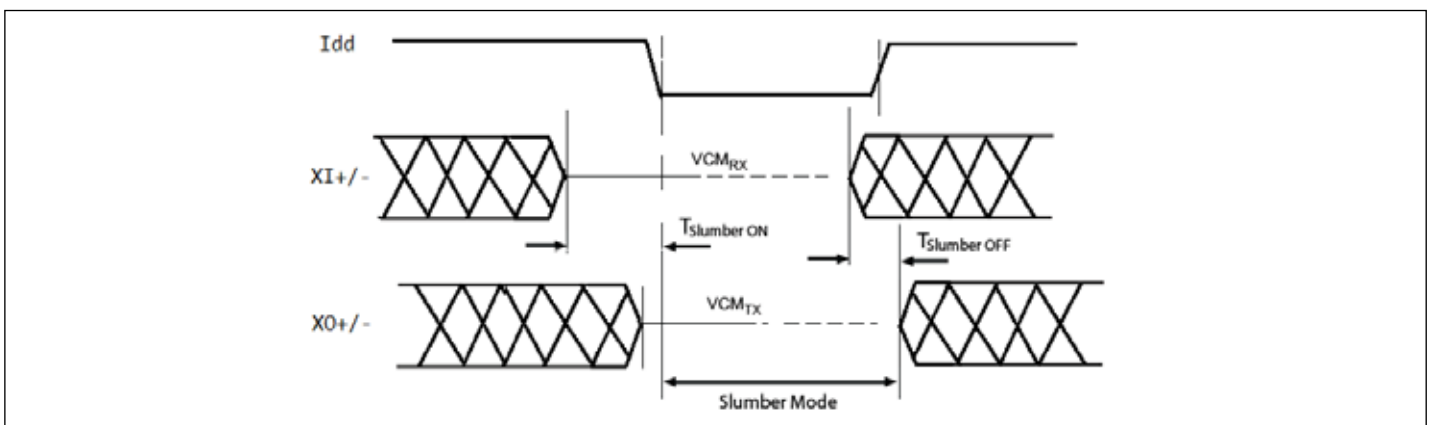 Idd
XI+/-
VCMRX
TSlumber ON
TSlumber OFF
XO+/-
VCMTX
Slumber Mode